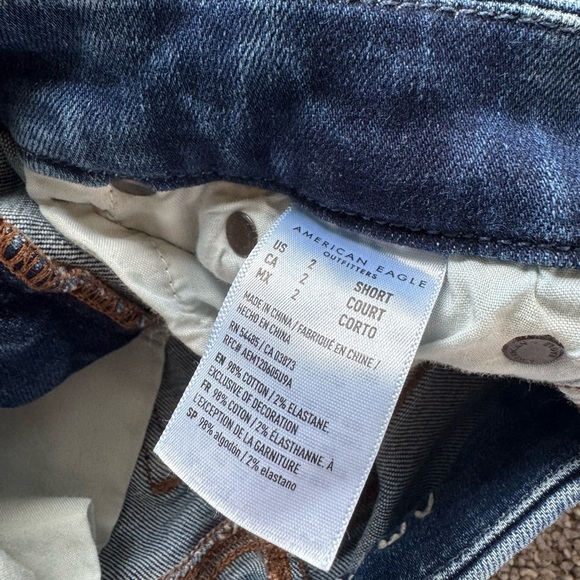 AMERICAN EAGLE
OUTFITTERS
US 2 SHORT
CA 2 COURT
MX 2 CORTO
MADE IN CHINA / FABRIQUÉ EN CHINE /
HECHO EN CHINA
RN 54485 / CA 03873
RFC# AEM120606U9A
EN 98% COTTON / 2% ELASTANE.
EXCLUSIVE OF DECORATION
FR 98% COTON / 2% ÉLASTHANNE. À
L'EXCEPTION DE LA GARNITURE
SP 98% algodón / 2% elastano